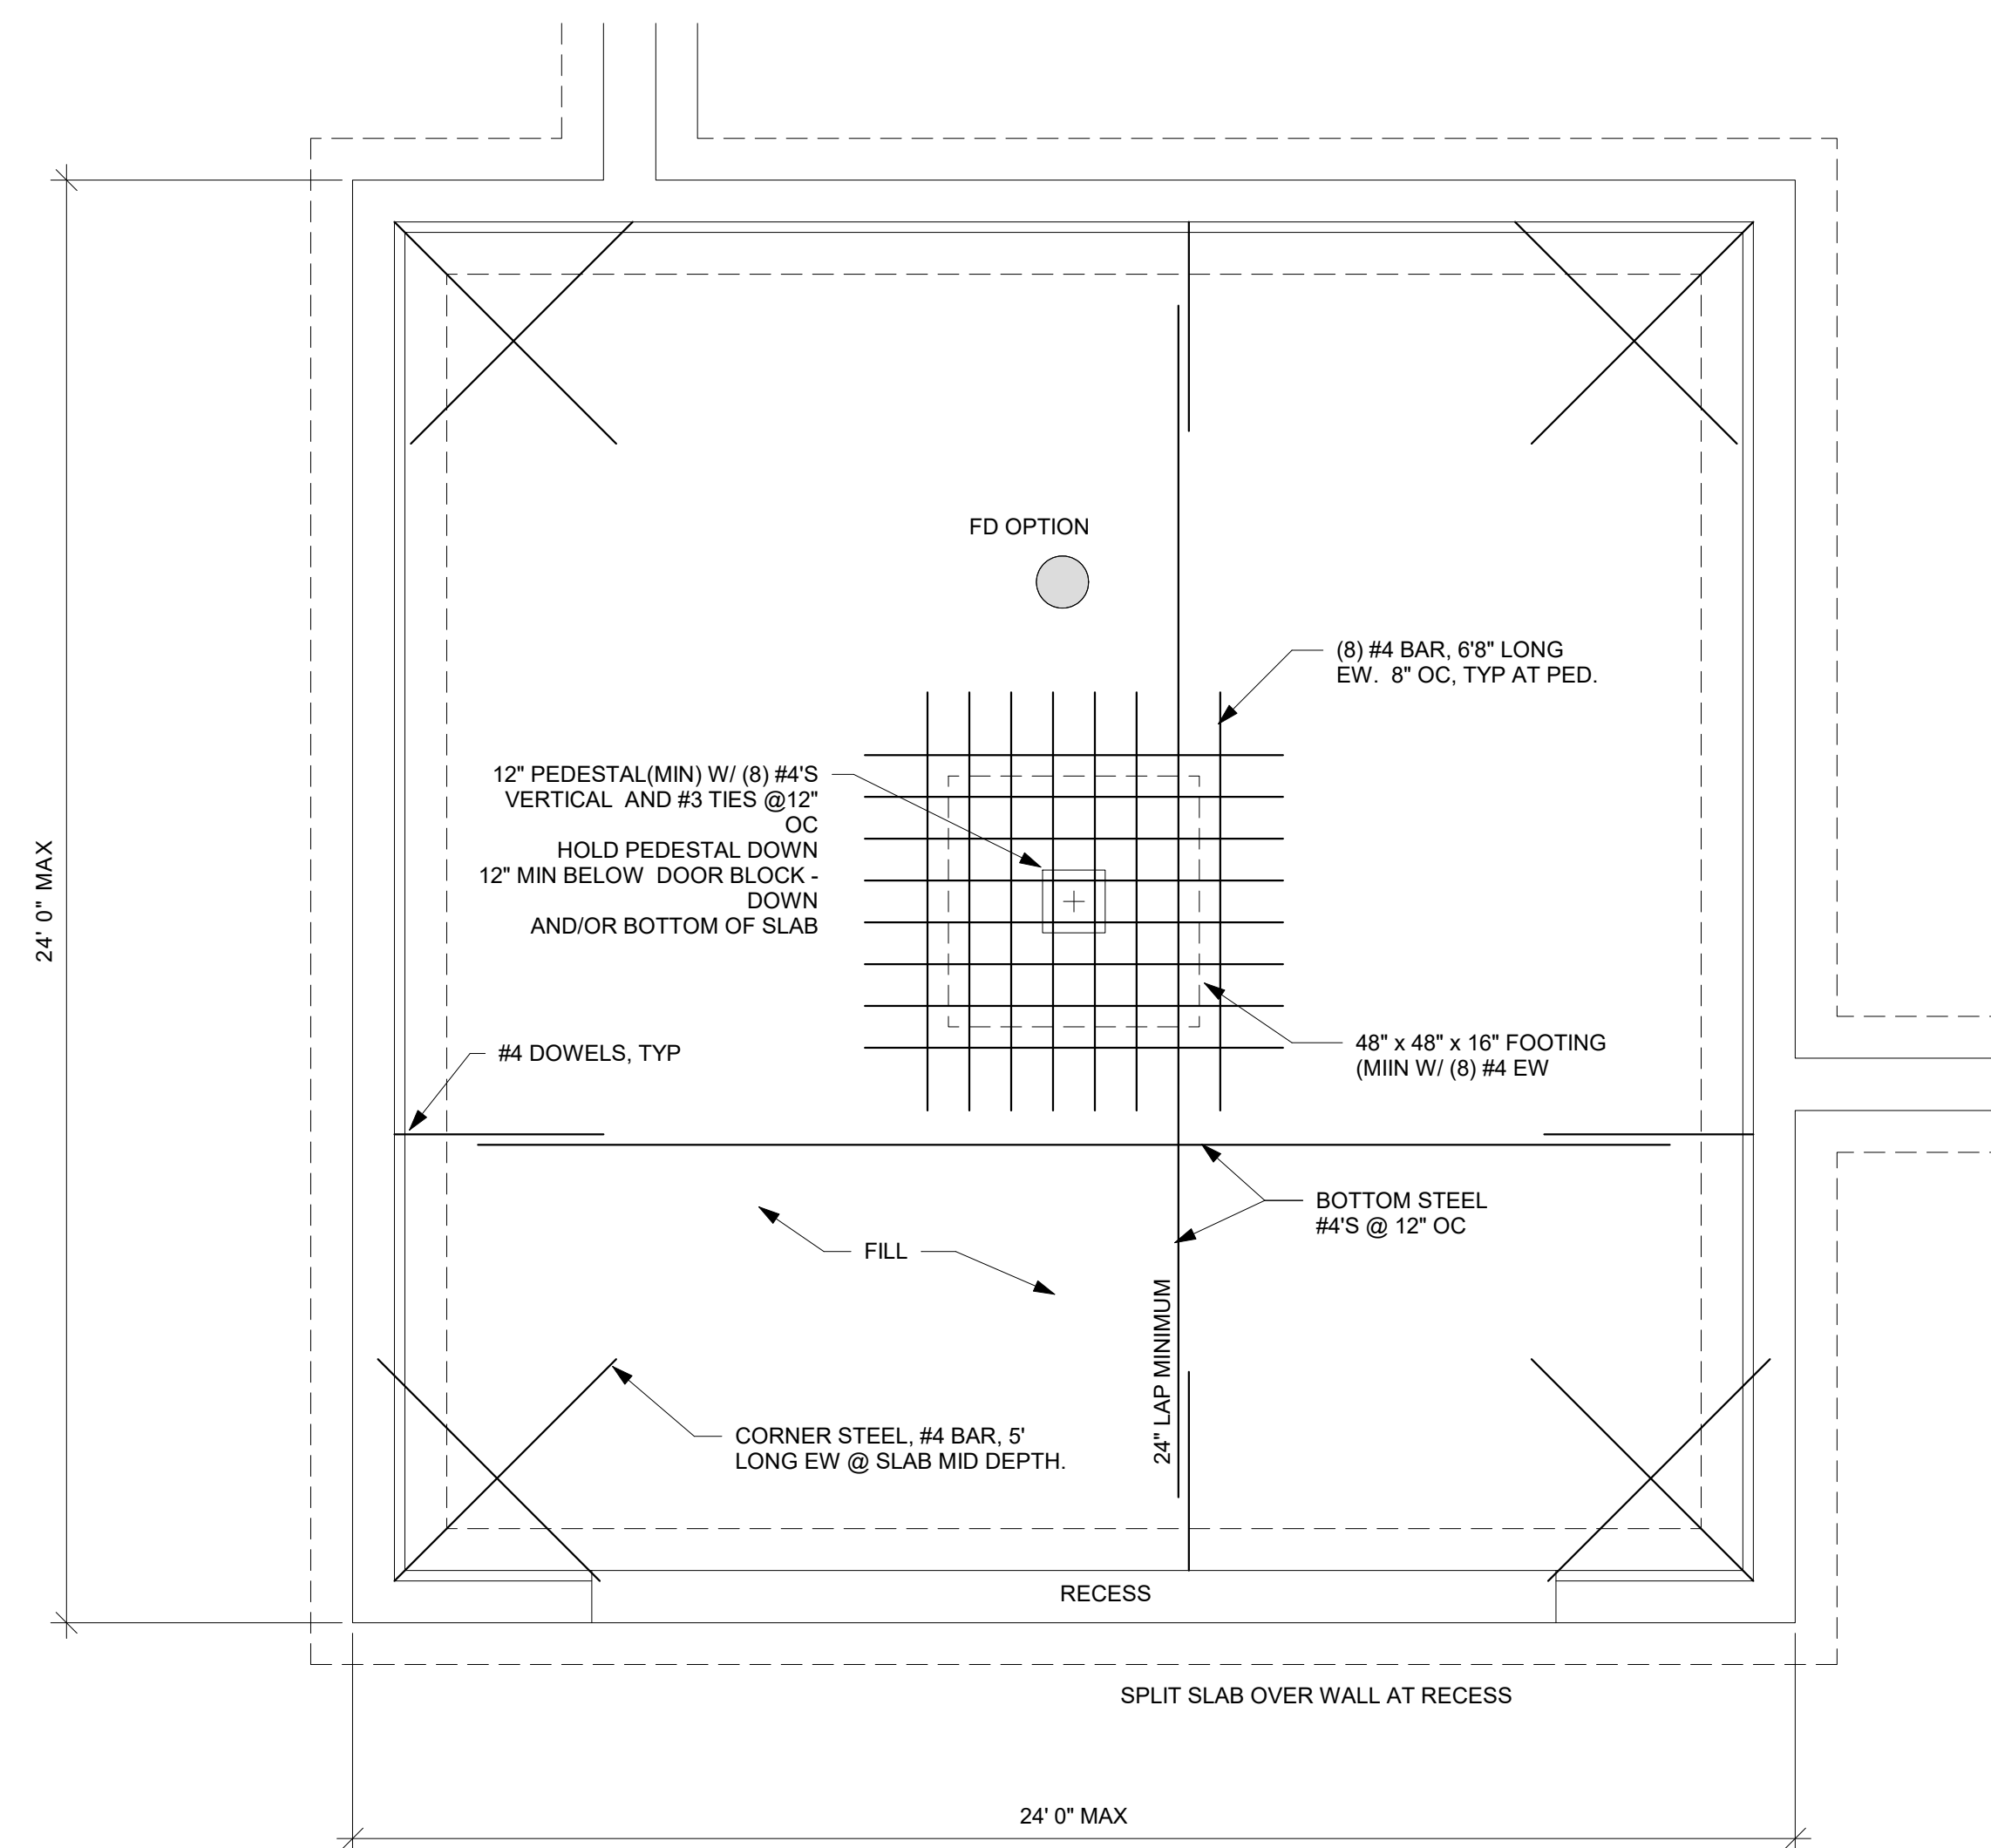 FD OPTION
(8) #4 BAR, 6'8" LONG
EW.  8" OC, TYP AT PED.
12" PEDESTAL(MIN) W/ (8) #4'S
VERTICAL  AND #3 TIES @12"
OC
HOLD PEDESTAL DOWN
12" MIN BELOW  DOOR BLOCK -
DOWN
AND/OR BOTTOM OF SLAB
24' 0" MAX
#4 DOWELS, TYP
48" x 48" x 16" FOOTING
(MIIN W/ (8) #4 EW
BOTTOM STEEL
#4'S @ 12" OC
FILL
24" LAP MINIMUM
CORNER STEEL, #4 BAR, 5'
LONG EW @ SLAB MID DEPTH.
RECESS
SPLIT SLAB OVER WALL AT RECESS
24' 0" MAX